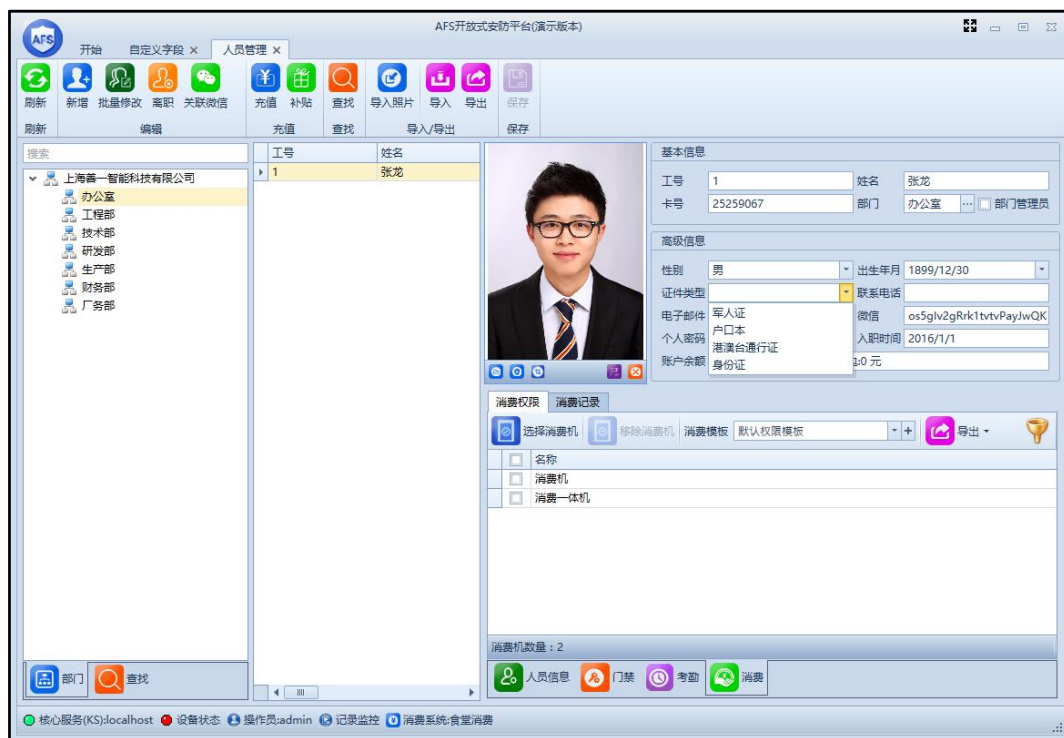 AFS开放式安防平台(演示版本)
AFS
开始 自定义字段 × 人员管理 ×
刷新 新增 批量修改 离职 关联微信 充值 补贴 查找 导入照片 导入 导出 保存
刷新 编辑 充值 查找 导入/导出 保存
搜索
上海善一智能科技有限公司
办公室
工程部
技术部
研发部
生产部
财务部
厂务部
部门 查找
工号 姓名
1 张龙
基本信息
工号 1 姓名 张龙
卡号 25259067 部门 办公室 ... 部门管理员
高级信息
性别 男 出生年月 1899/12/30
证件类型 联系电话
电子邮件 微信 os5glv2gRrk1tvtvPayJwQK
个人密码 入职时间 2016/1/1
账户余额 :0 元
军人证
户口本
港澳台通行证
身份证
消费权限 消费记录
选择消费机 移除消费机 消费模板 默认权限模板 + 导出
名称
消费机
消费一体机
消费机数量：2
人员信息 门禁 考勤 消费
核心服务(KS):localhost 设备状态 操作员:admin 记录监控 消费系统:食堂消费